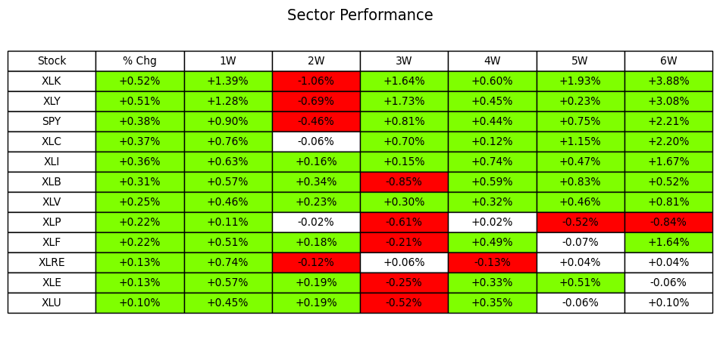 Sector Performance
Stock % Chg 1W 2W 3W 4W 5W 6W
XLK +0.52% +1.39% -1.06% +1.64% +0.60% +1.93% +3.88%
XLY +0.51% +1.28% -0.69% +1.73% +0.45% +0.23% +3.08%
SPY +0.38% +0.90% -0.46% +0.81% +0.44% +0.75% +2.21%
XLC +0.37% +0.76% -0.06% +0.70% +0.12% +1.15% +2.20%
XLI +0.36% +0.63% +0.16% +0.15% +0.74% +0.47% +1.67%
XLB +0.31% +0.57% +0.34% -0.85% +0.59% +0.83% +0.52%
XLV +0.25% +0.46% +0.23% +0.30% +0.32% +0.46% +0.81%
XLP +0.22% +0.11% -0.02% -0.61% +0.02% -0.52% -0.84%
XLF +0.22% +0.51% +0.18% -0.21% +0.49% -0.07% +1.64%
XLRE +0.13% +0.74% -0.12% +0.06% -0.13% +0.04% +0.04%
XLE +0.13% +0.57% +0.19% -0.25% +0.33% +0.51% -0.06%
XLU +0.10% +0.45% +0.19% -0.52% +0.35% -0.06% +0.10%